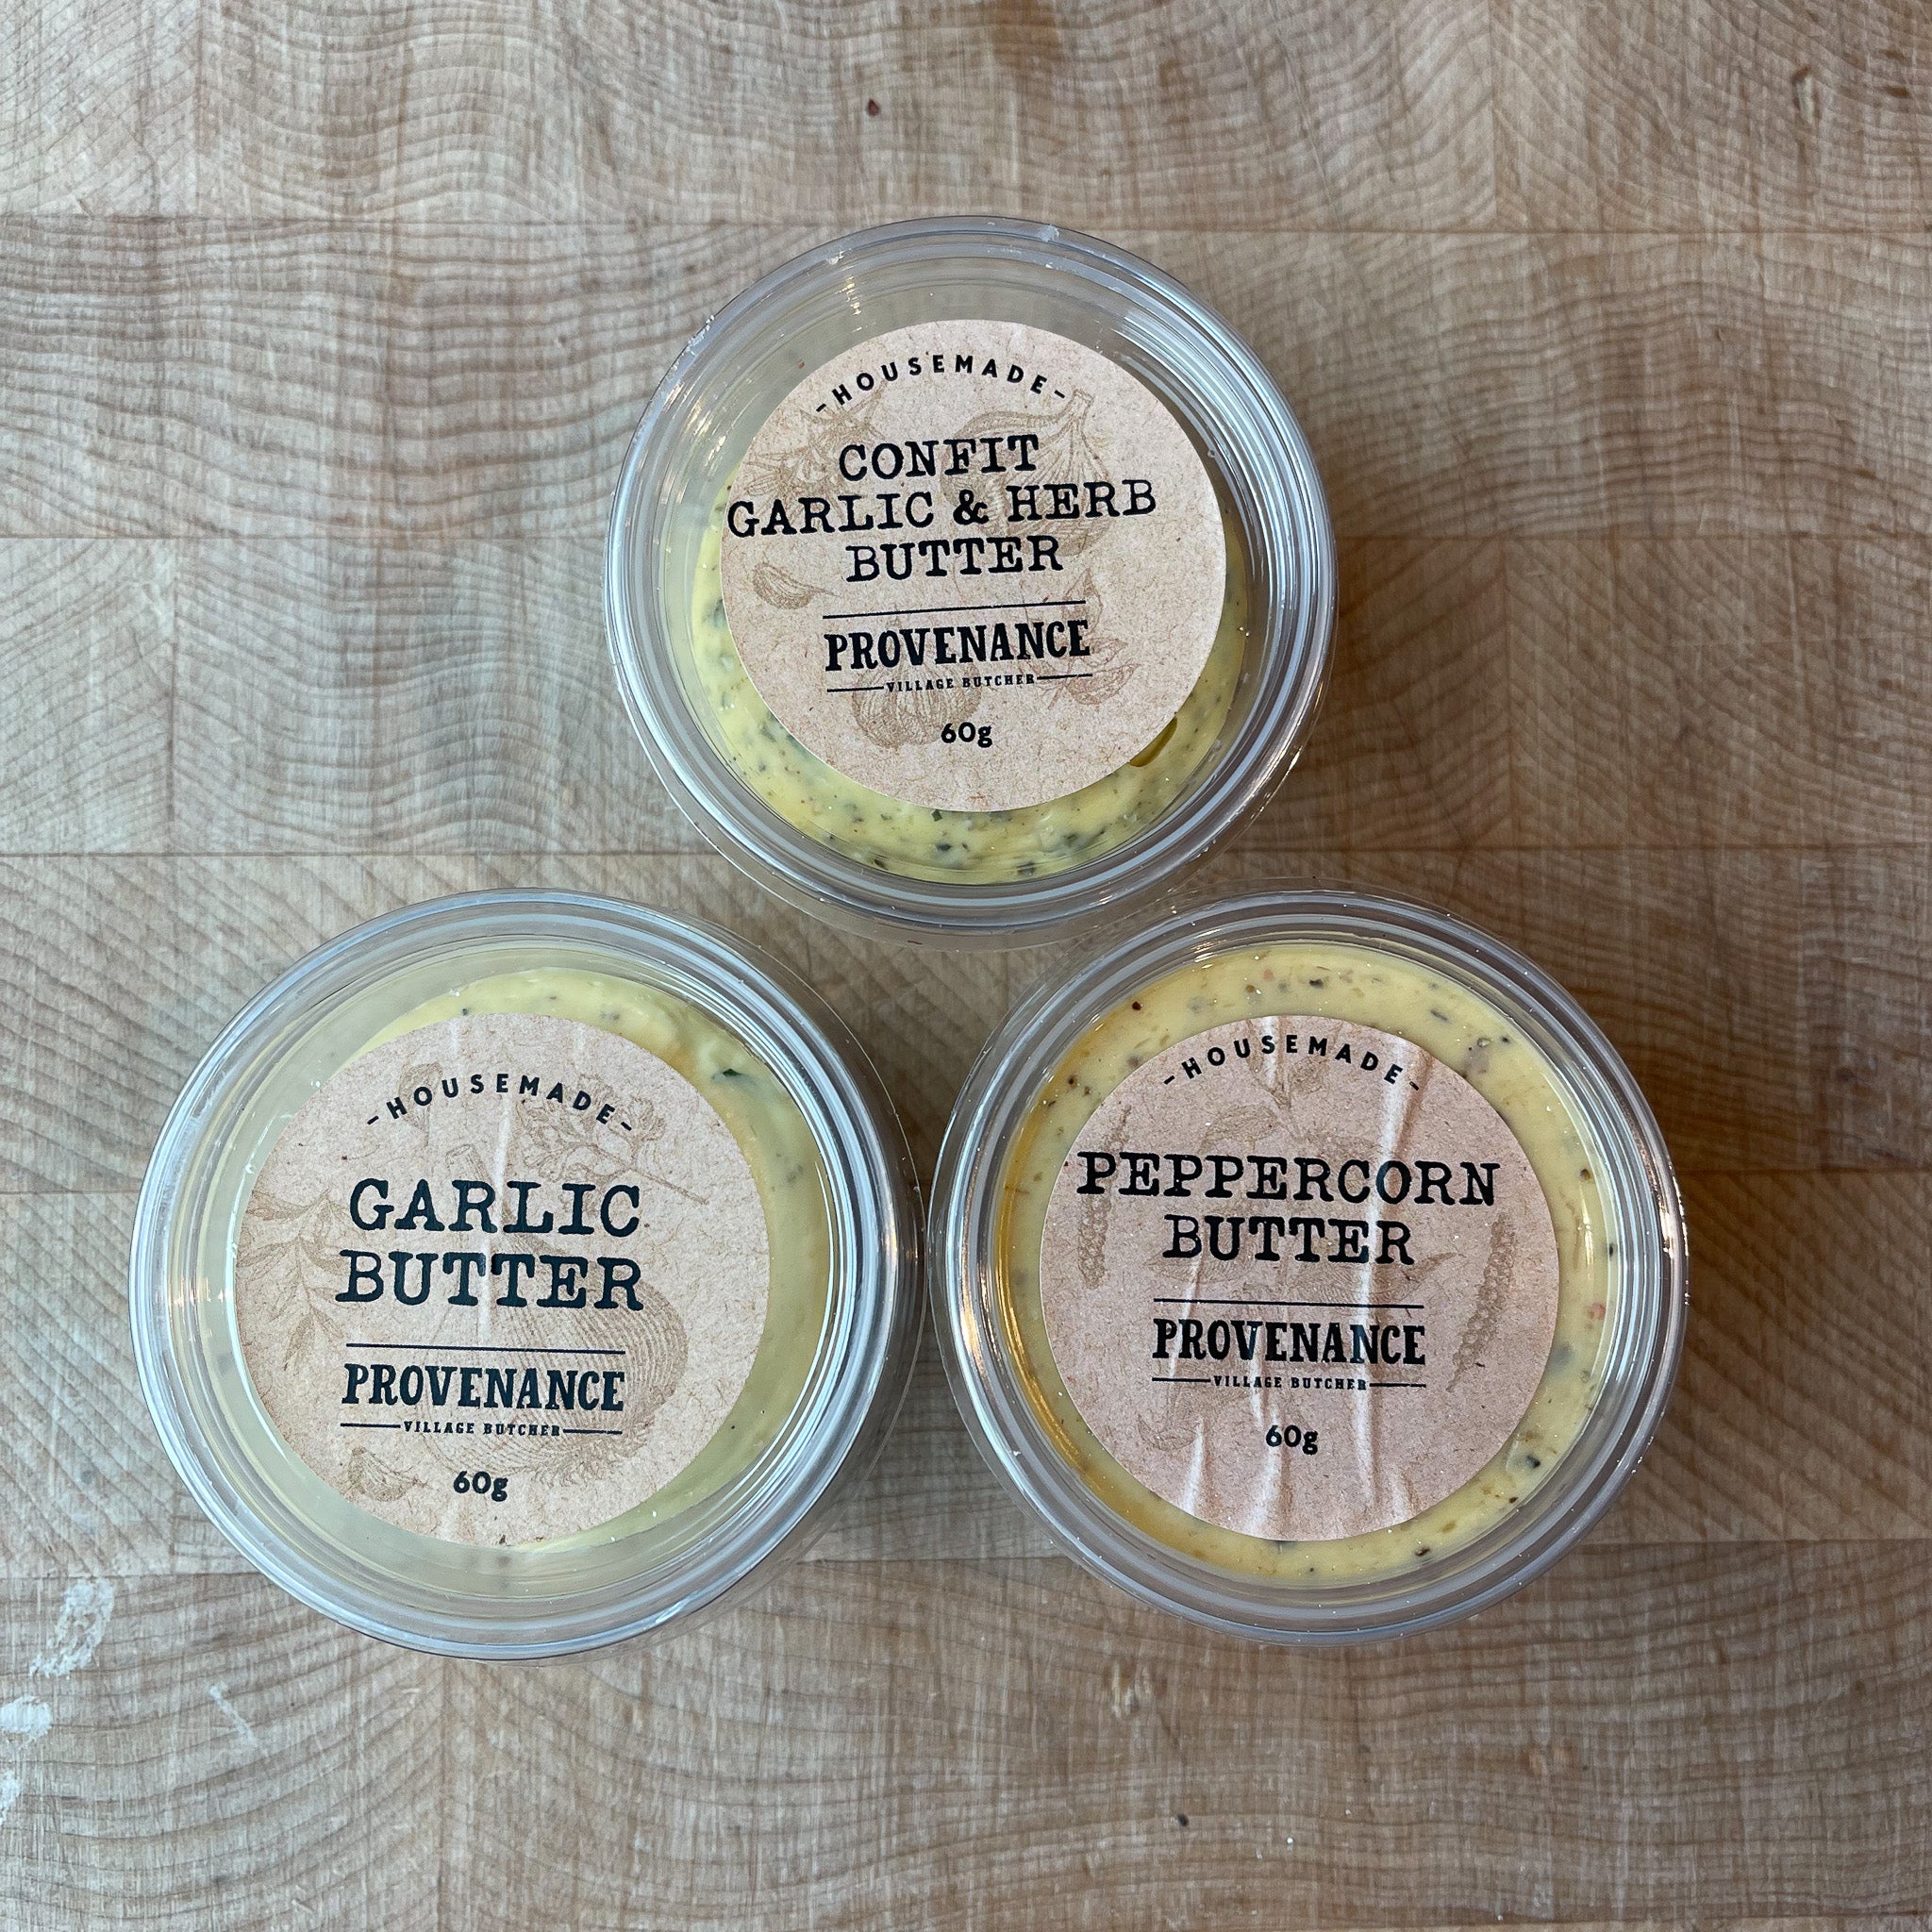 -HOUSEMADE-
CONFIT
GARLIC & HERB
BUTTER
PROVENANCE
VILLAGE BUTCHER
60g
-HOUSEMADE-
GARLIC
BUTTER
PROVENANCE
VILLAGE BUTCHER
60g
-HOUSEMADE-
PEPPERCORN
BUTTER
PROVENANCE
VILLAGE BUTCHER
60g